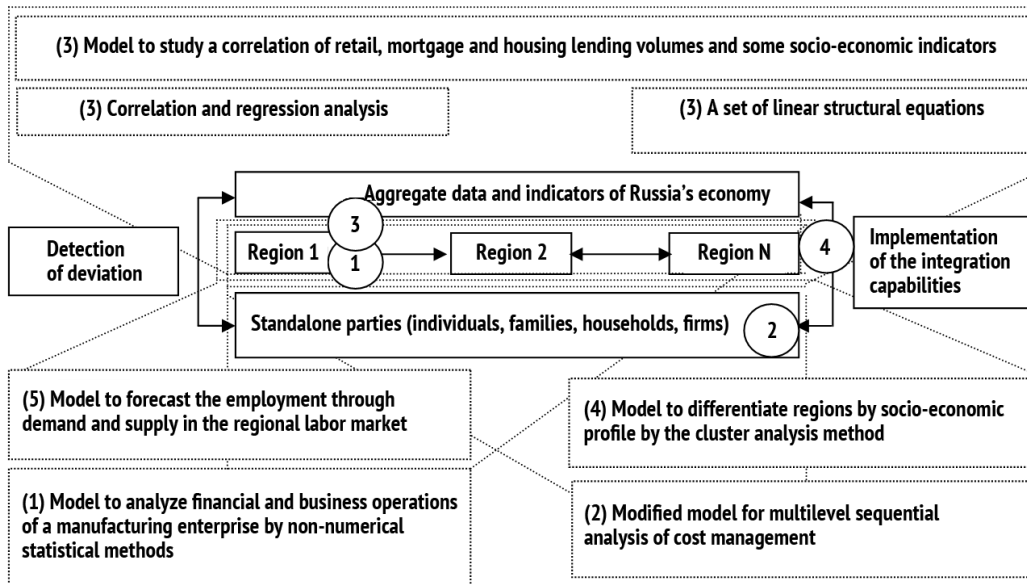 (3) Model to study a correlation of retail, mortgage and housing lending volumes and some socio-economic indicators
(3) Correlation and regression analysis
(3) A set of linear structural equations
Aggregate data and indicators of Russia's economy
3
Detection
of deviation
Region 1
1
Region 2
Region N
4
Implementation
of the integration
capabilities
Standalone parties (individuals, families, households, firms)
2
(5) Model to forecast the employment through
demand and supply in the regional labor market
(4) Model to differentiate regions by socio-economic
profile by the cluster analysis method
(1) Model to analyze financial and business operations
of a manufacturing enterprise by non-numerical
statistical methods
(2) Modified model for multilevel sequential
analysis of cost management